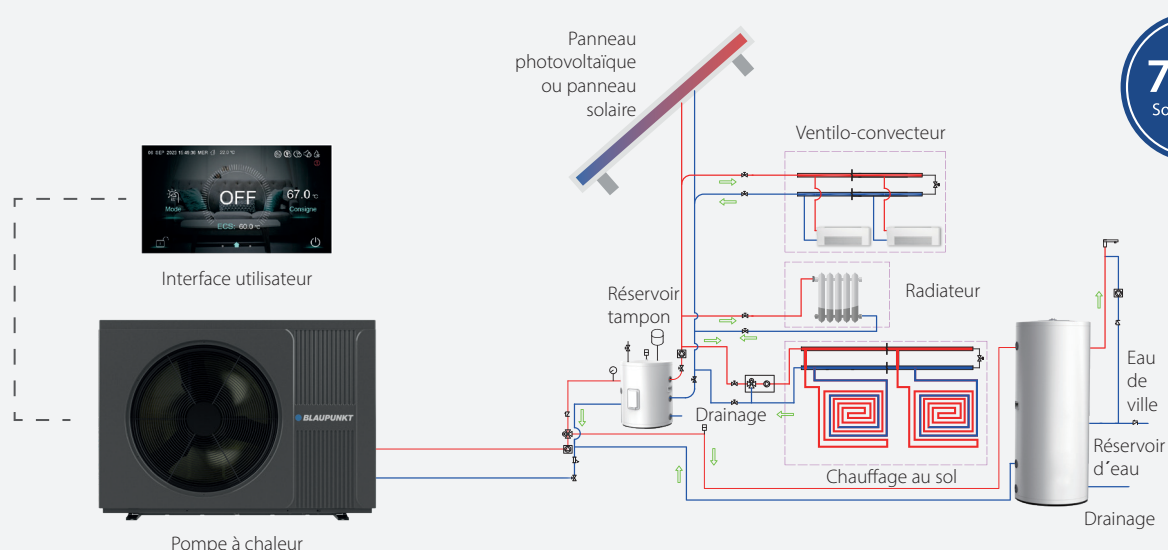 Panneau
photovoltaïque
ou panneau
solaire
Ventilo-convecteur
OFF
Mode
67.0 °C
Consigne
ECS: 60.0 °C
Interface utilisateur
Réservoir
tampon
Radiateur
BLAUPUNKT
Drainage
Chauffage au sol
Eau
de
ville
Réservoir
d´eau
Drainage
Pompe à chaleur